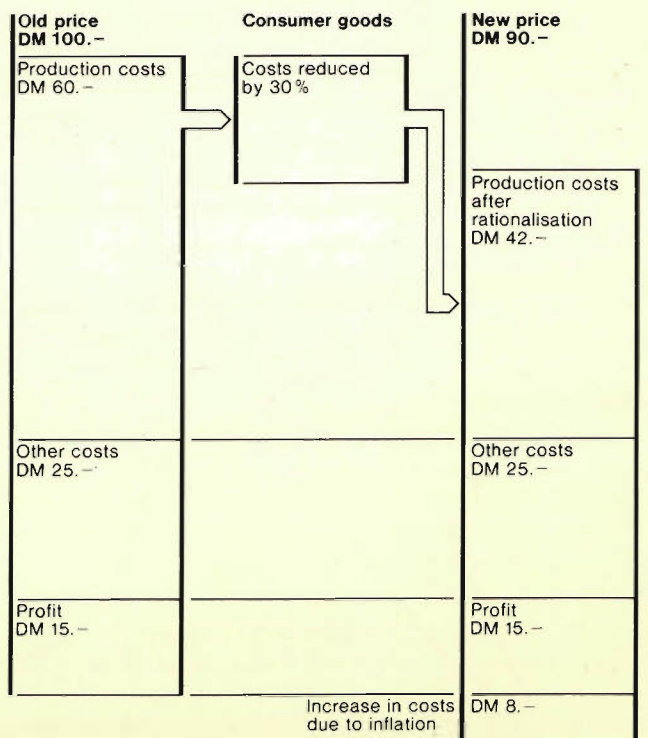 Old price
DM 100.–
Production costs
DM 60.–
Other costs
DM 25.–
Profit
DM 15.–
Consumer goods
Costs reduced
by 30%
Increase in costs
due to inflation
New price
DM 90.–
Production costs
after
rationalisation
DM 42.–
Other costs
DM 25.–
Profit
DM 15.–
DM 8.–